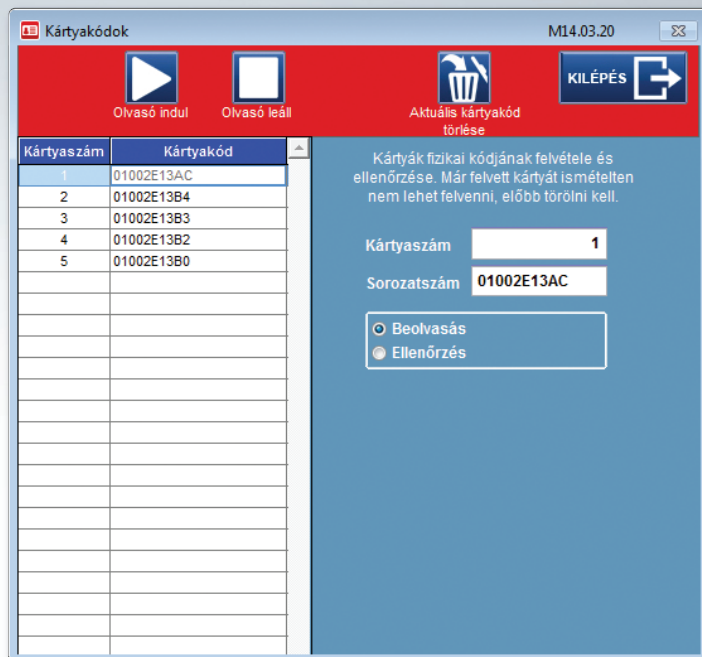 Kártyakódok M14.03.20
Olvasó indul Olvasó leáll Aktuális kártyakód törlése KILÉPÉS
Kártyaszám Kártyakód
1 01002E13AC
2 01002E13B4
3 01002E13B3
4 01002E13B2
5 01002E13B0
Kártyák fizikai kódjának felvétele és
ellenőrzése. Már felvett kártyát ismételten
nem lehet felvenni, előbb törölni kell.
Kártyaszám 1
Sorozatszám 01002E13AC
Beolvasás
Ellenőrzés